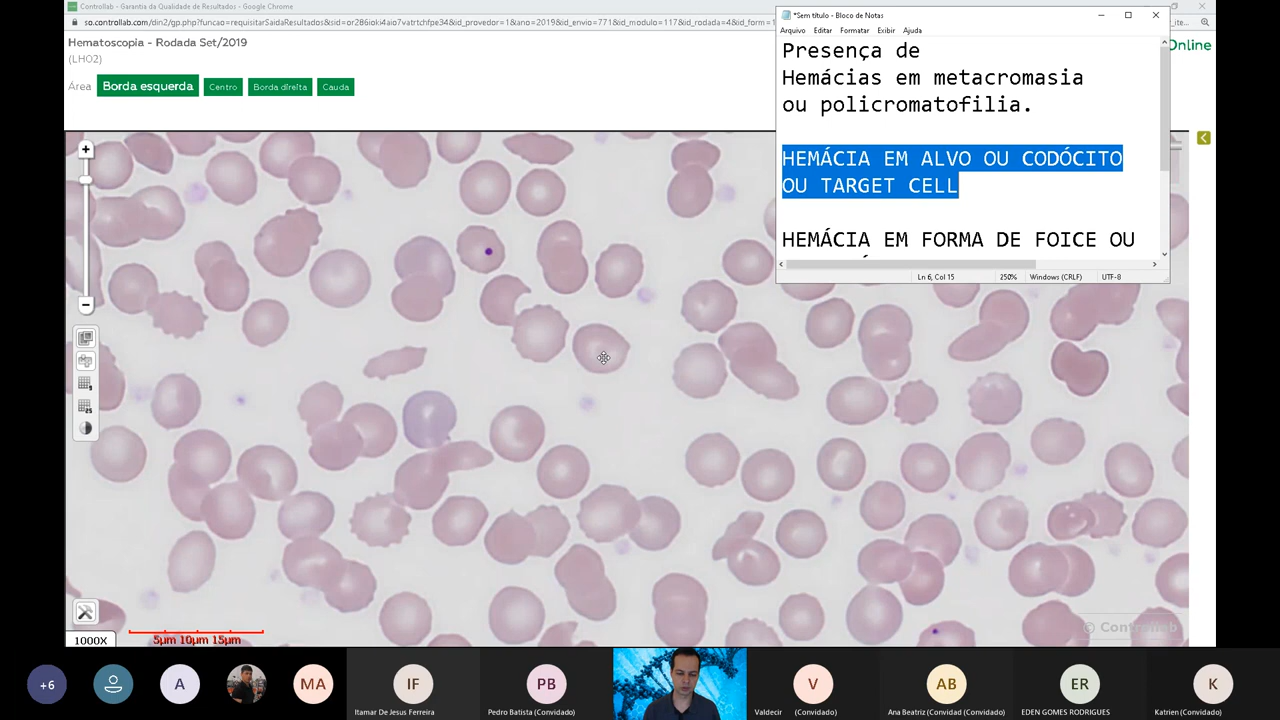 Controllab - Garantia da Qualidade de Resultados - Google Chrome
Hematoscopia - Rodada Set/2019
(LH02)
Área Borda esquerda Centro Borda direita Cauda
Online
*Sem título - Bloco de Notas
Arquivo Editar Formatar Exibir Ajuda
Presença de
Hemácias em metacromasia
ou policromatofilia.
HEMÁCIA EM ALVO OU CODÓCITO
OU TARGET CELL
HEMÁCIA EM FORMA DE FOICE OU
Ln 6, Col 15 250% Windows (CRLF) UTF-8
1000X
5µm 10µm 15µm
© Controllab
+6 A MA IF PB V AB ER K
Itamar De Jesus Ferreira Pedro Batista (Convidado) Valdecir (Convidado) Ana Beatriz (Convidad (Convidado) EDEN GOMES RODRIGUES Katrien (Convidado)